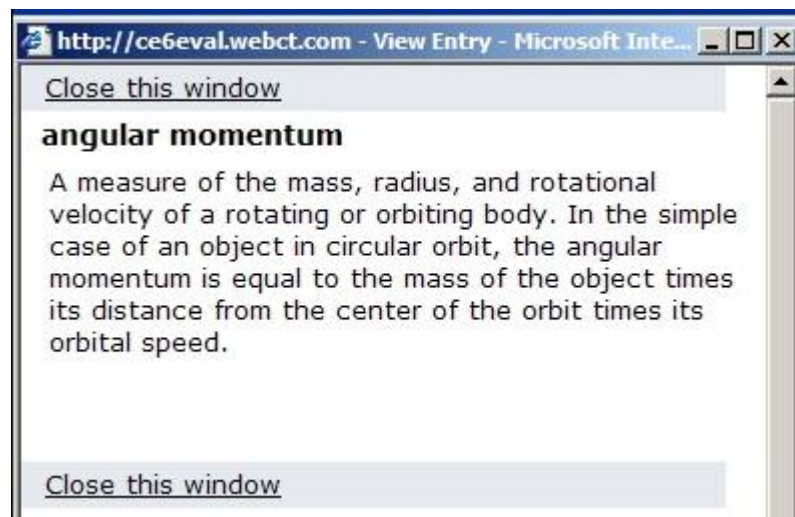 http://ce6eval.webct.com - View Entry - Microsoft Inte...
Close this window
angular momentum
A measure of the mass, radius, and rotational
velocity of a rotating or orbiting body. In the simple
case of an object in circular orbit, the angular
momentum is equal to the mass of the object times
its distance from the center of the orbit times its
orbital speed.
Close this window